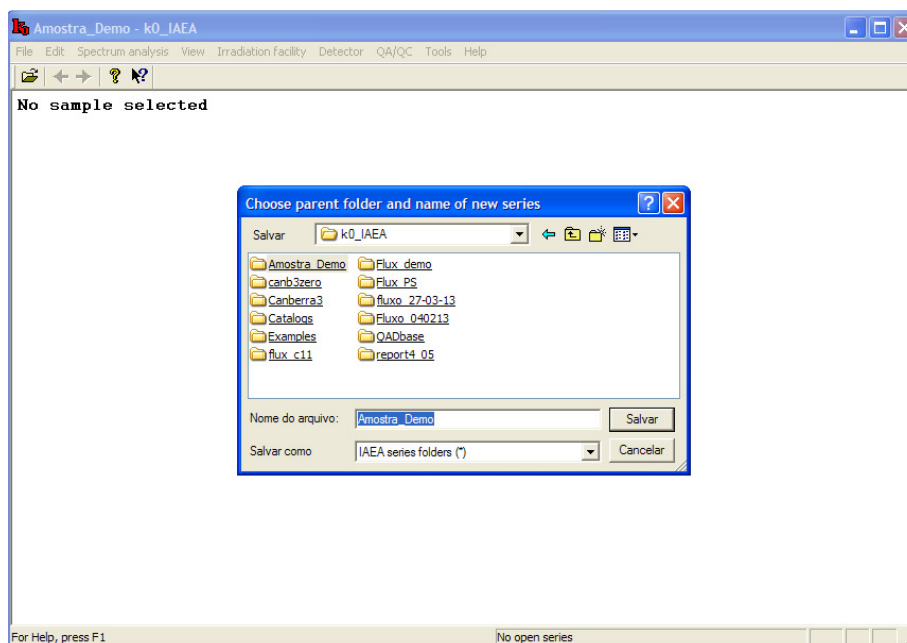 Amostra_Demo - k0_IAEA
File Edit Spectrum analysis View Irradiation facility Detector QA/QC Tools Help
No sample selected
Choose parent folder and name of new series
Salvar k0_IAEA
Amostra_Demo Flux_demo
canb3zero Flux_PS
Canberra3 fluxo_27-03-13
Catalogs Fluxo_040213
Examples QADbase
flux_c11 report4_05
Nome do arquivo: Amostra_Demo Salvar
Salvar como IAEA series folders (*) Cancelar
For Help, press F1 No open series